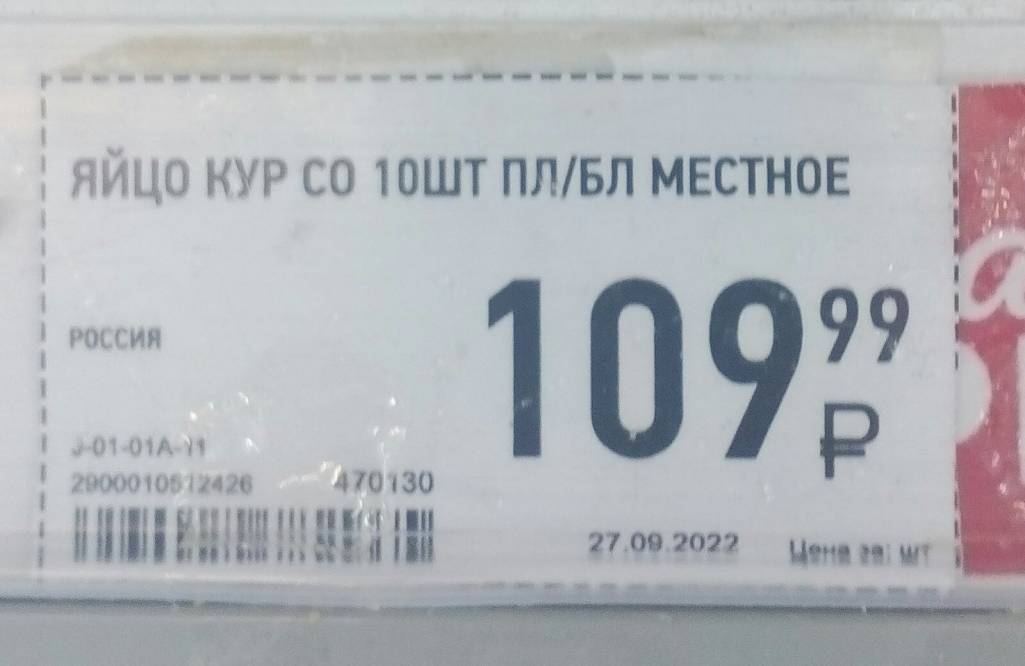 ЯЙЦО КУР СО 10ШТ ПЛ/БЛ МЕСТНОЕ
109 99
₽
РОССИЯ
2900010512426 470130
27.09.2022 Цена за: шт